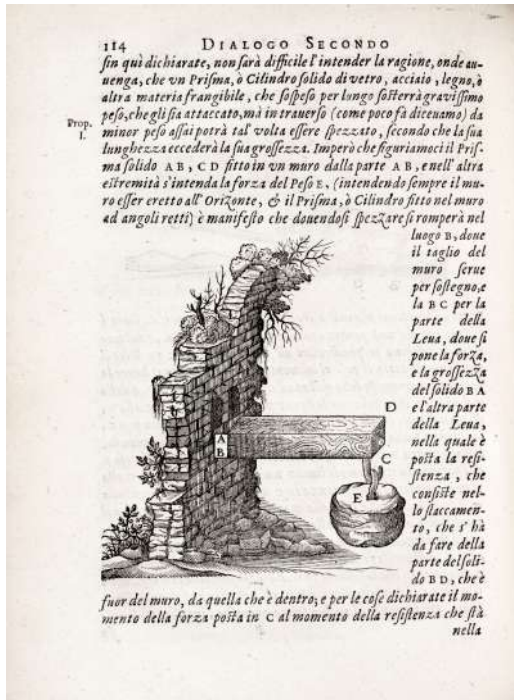 114 DIALOGO SECONDO
ſin quì dichiarate, non ſarà difficile l'intender la ragione, onde au-
uenga, che vn Priſma, ò Cilindro ſolido di vetro, acciaio, legno, ò
altra materia frangibile, che ſoſpeſo per lungo ſoſterrà grauiſſimo
peſo, che gli ſia attaccato, mà in trauerſo (come poco fà diceuamo) da
Prop.
I.
minor peſo aſſai potrà tal volta eſſere ſpezzato, ſecondo che la ſua
lunghezza eccederà la ſua groſſezza. Imperò che figuriamoci il Priſ-
ma ſolido AB, CD fitto in vn muro dalla parte AB, e nell' altra
eſtremità s'intenda la forza del Peſo E, (intendendo ſempre il mu-
ro eſſer eretto all' Orizonte, & il Priſma, ò Cilindro fitto nel muro
ad angoli retti) è manifeſto che douendoſi ſpezzare ſi romperà nel
luogo B, doue
il taglio del
muro ſerue
per ſoſtegno, e
la BC per la
parte della
Leua, doue ſi
pone la forza,
e la groſſezza
del ſolido BA
e l'altra parte
della Leua,
nella quale è
poſta la reſi-
ſtenza, che
conſiste nel-
lo ſtaccamen-
to, che s'hà
da fare della
parte del ſoli-
do BD, che è
A
B
D
C
E
fuor del muro, da quella che è dentro; e per le coſe dichiarate il mo-
mento della forza poſta in C al momento della reſiſtenza che ſtà
nella